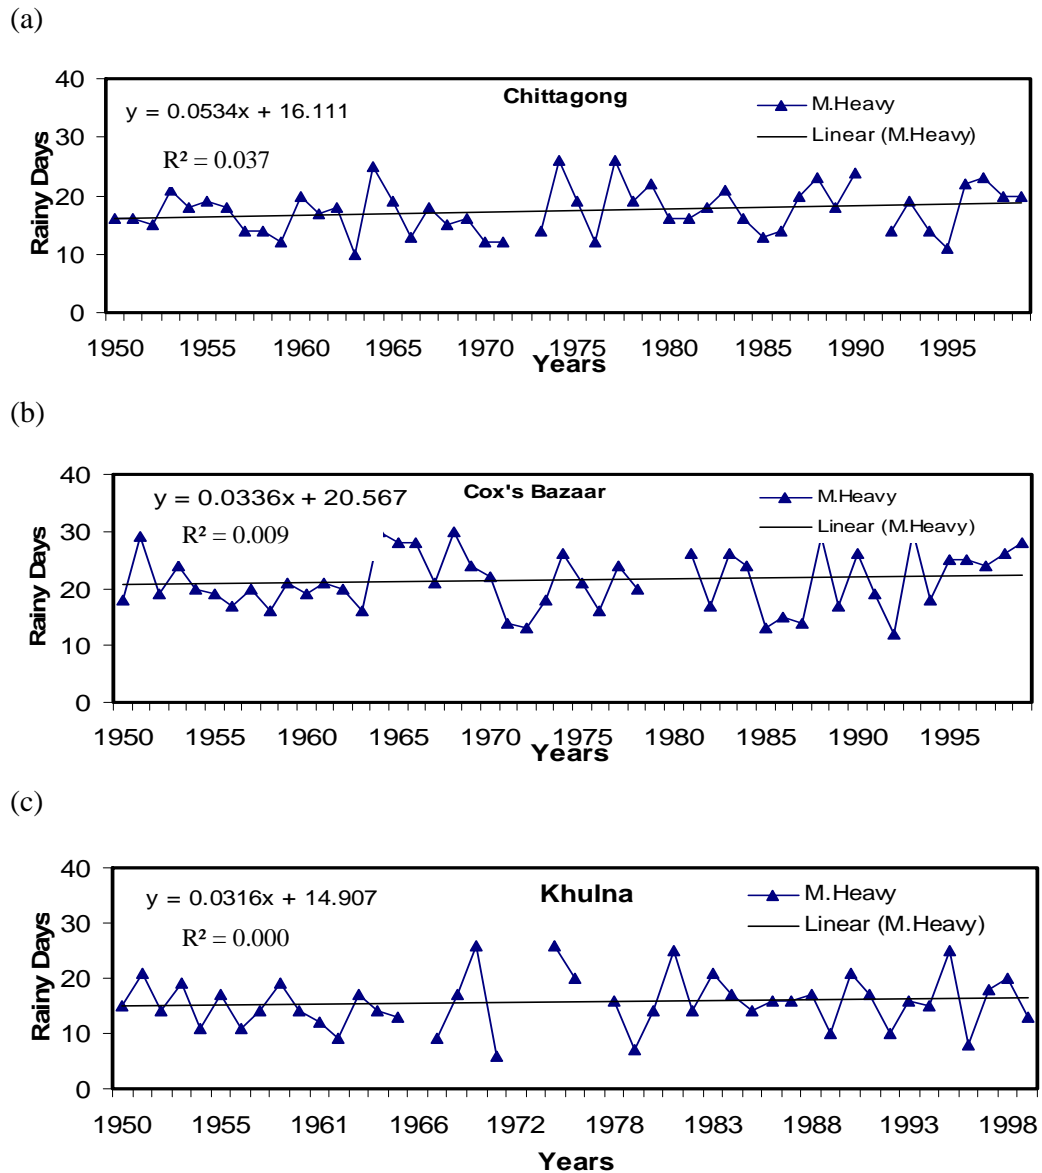 (a)
40
30
20
10
0
Rainy Days
y = 0.0534x + 16.111
R² = 0.037
Chittagong
M.Heavy
Linear (M.Heavy)
1950 1955 1960 1965 1970 1975 1980 1985 1990 1995
Years
(b)
40
30
20
10
0
Rainy Days
y = 0.0336x + 20.567
R² = 0.009
Cox's Bazaar
M.Heavy
Linear (M.Heavy)
1950 1955 1960 1965 1970 1975 1980 1985 1990 1995
Years
(c)
40
30
20
10
0
Rainy Days
y = 0.0316x + 14.907
R² = 0.000
Khulna
M.Heavy
Linear (M.Heavy)
1950 1955 1961 1966 1972 1978 1983 1988 1993 1998
Years